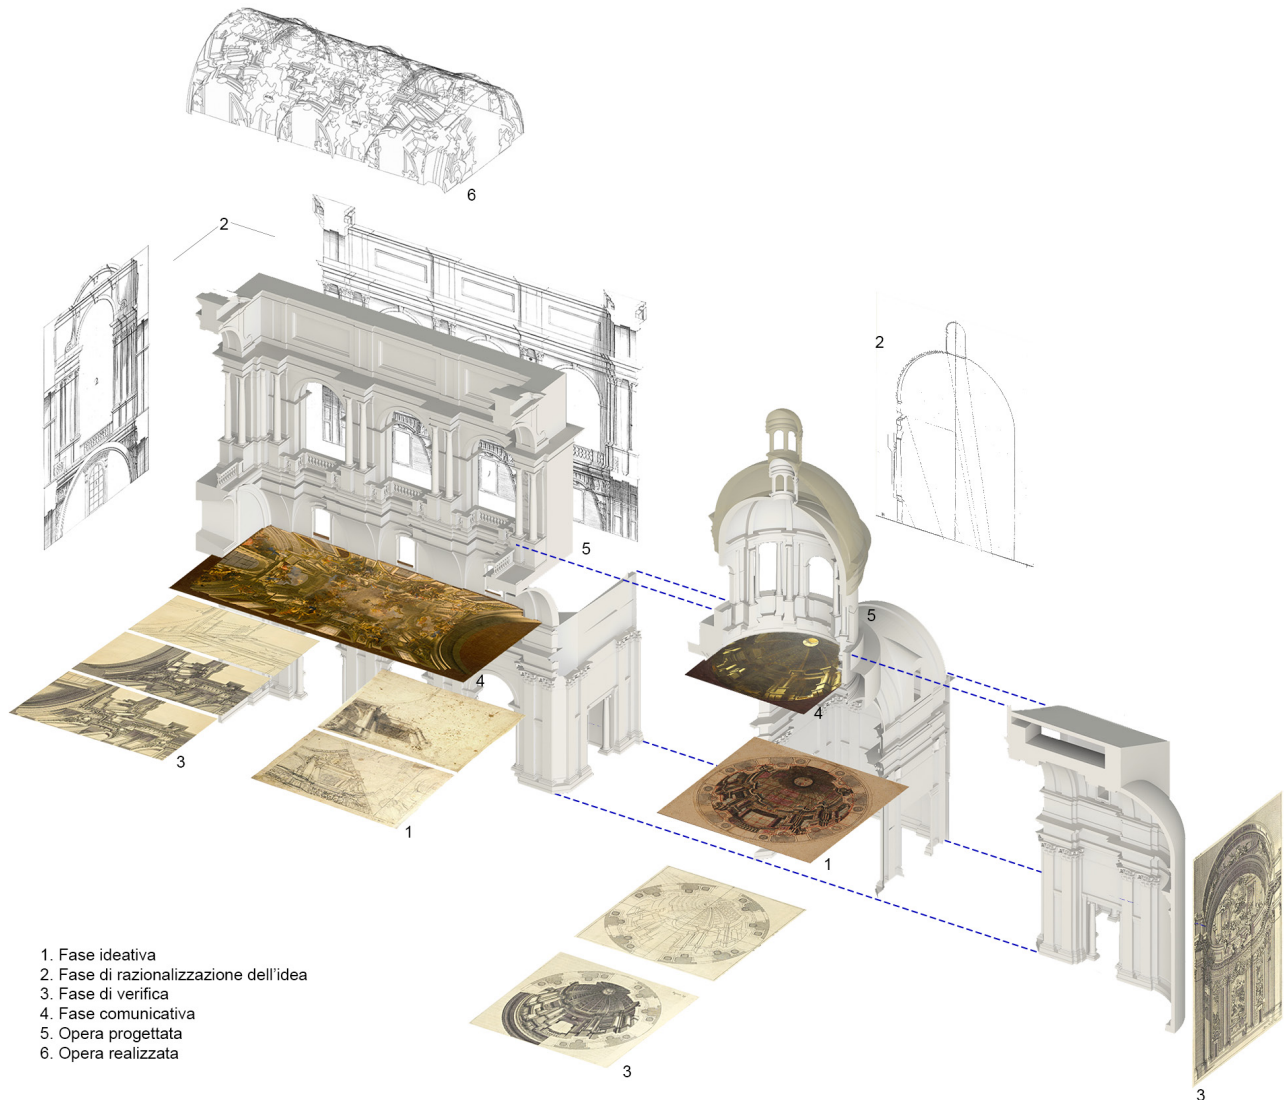 6
2
2
5
5
4
4
3
1
1
3
3
1. Fase ideativa
2. Fase di razionalizzazione dell'idea
3. Fase di verifica
4. Fase comunicativa
5. Opera progettata
6. Opera realizzata